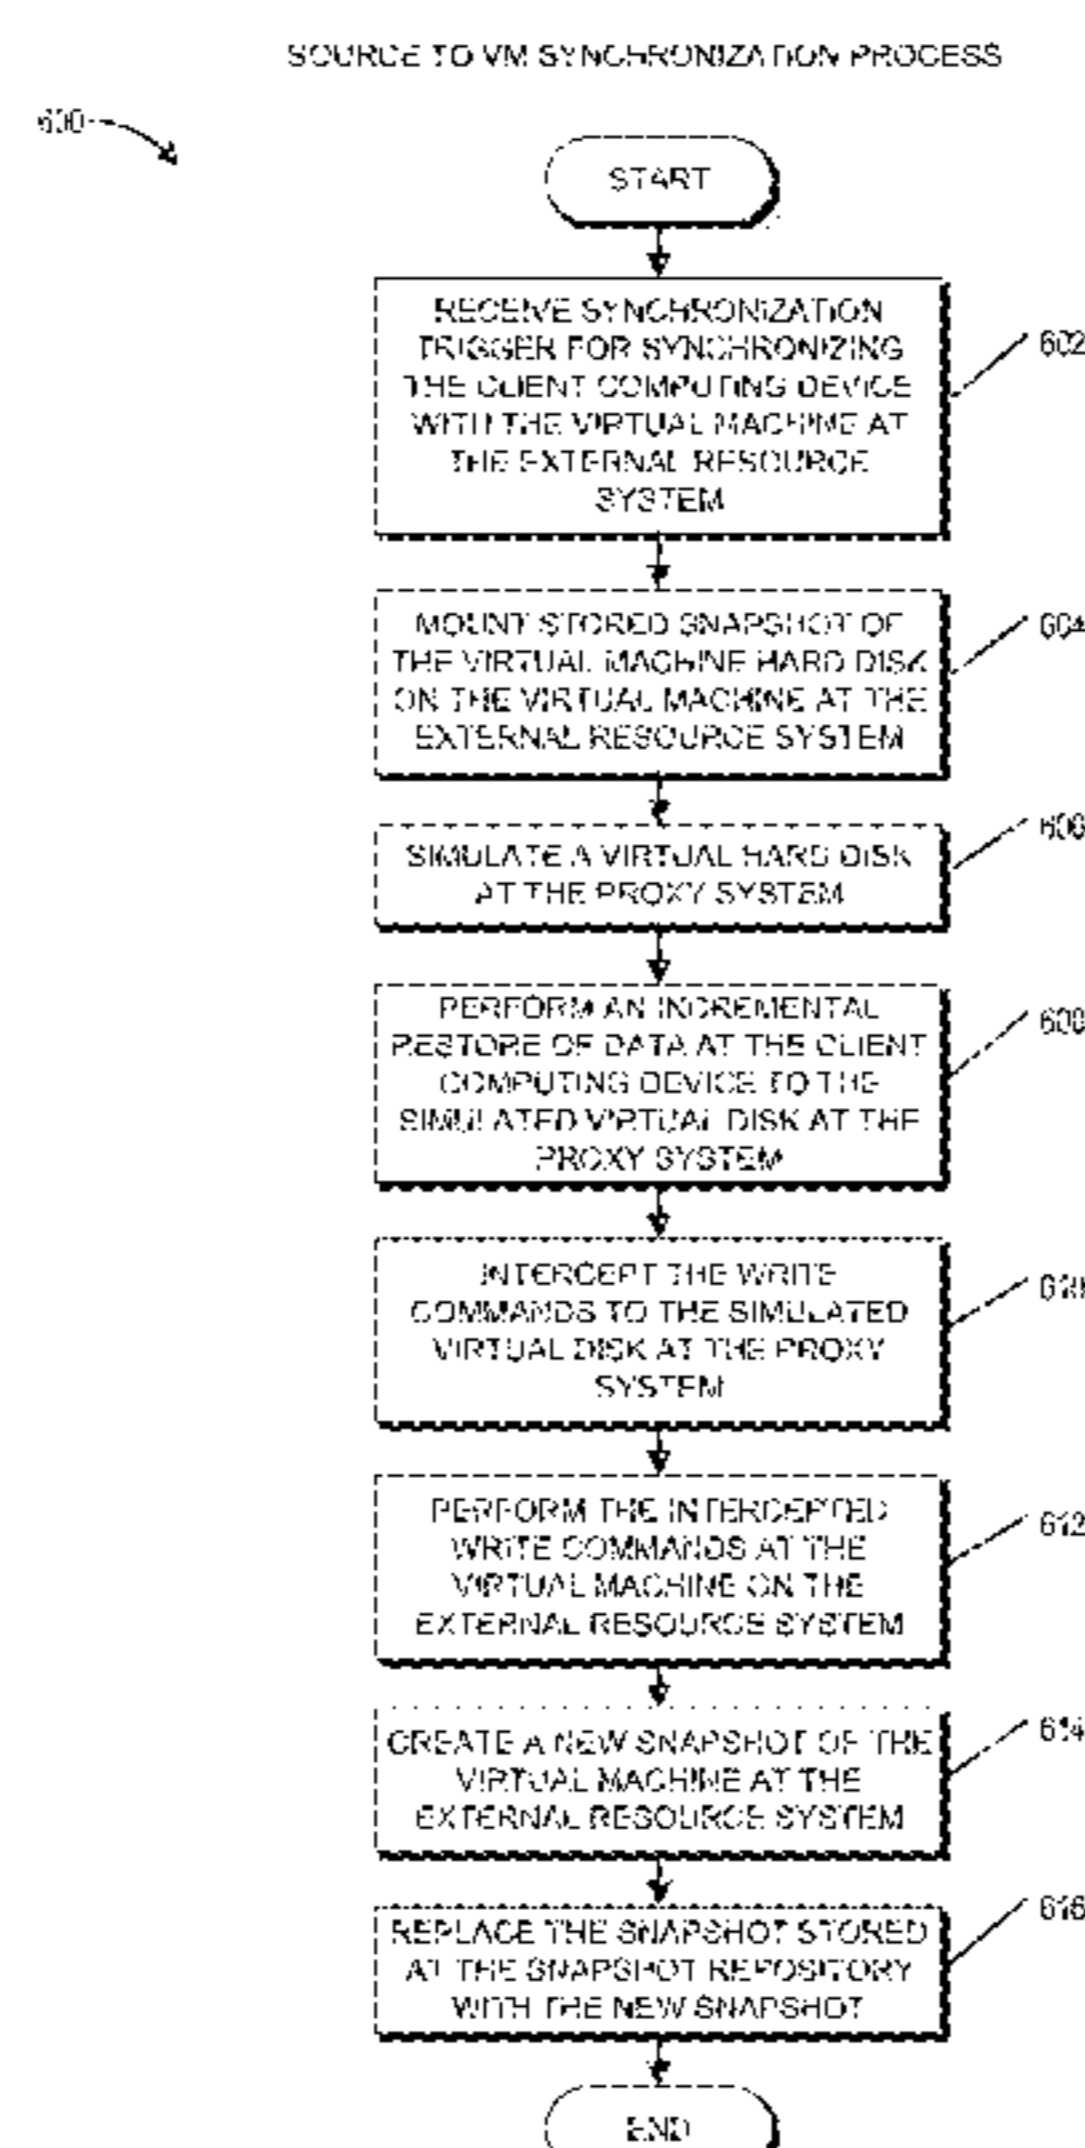 SOURCE TO VM SYNCHRONIZATION PROCESS
600
START
RECEIVE SYNCHRONIZATION
TRIGGER FOR SYNCHRONIZING
THE CLIENT COMPUTING DEVICE
WITH THE VIRTUAL MACHINE AT
THE EXTERNAL RESOURCE
SYSTEM
602
MOUNT STORED SNAPSHOT OF
THE VIRTUAL MACHINE HARD DISK
ON THE VIRTUAL MACHINE AT THE
EXTERNAL RESOURCE SYSTEM
604
SIMULATE A VIRTUAL HARD DISK
AT THE PROXY SYSTEM
606
PERFORM AN INCREMENTAL
RESTORE OF DATA AT THE CLIENT
COMPUTING DEVICE TO THE
SIMULATED VIRTUAL DISK AT THE
PROXY SYSTEM
608
INTERCEPT THE WRITE
COMMANDS TO THE SIMULATED
VIRTUAL DISK AT THE PROXY
SYSTEM
610
PERFORM THE INTERCEPTED
WRITE COMMANDS AT THE
VIRTUAL MACHINE ON THE
EXTERNAL RESOURCE SYSTEM
612
CREATE A NEW SNAPSHOT OF THE
VIRTUAL MACHINE AT THE
EXTERNAL RESOURCE SYSTEM
614
REPLACE THE SNAPSHOT STORED
AT THE SNAPSHOT REPOSITORY
WITH THE NEW SNAPSHOT
616
END